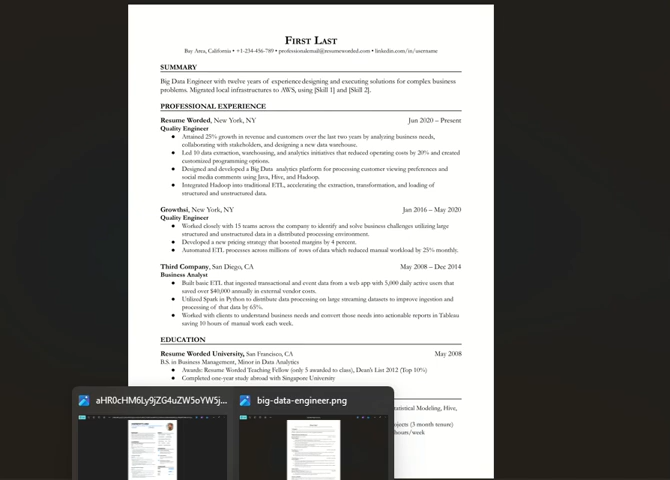 FIRST LAST
Bay Area, California • +1-234-456-789 • professionalemail@resumeworded.com • linkedin.com/in/username
SUMMARY
Big Data Engineer with twelve years of experience designing and executing solutions for complex business
problems. Migrated local infrastructures to AWS, using [Skill 1] and [Skill 2].
PROFESSIONAL EXPERIENCE
Resume Worded, New York, NY Jun 2020 – Present
Quality Engineer
● Attained 25% growth in revenue and customers over the last two years by analyzing business needs,
collaborating with stakeholders, and designing a new data warehouse.
● Led 10 data extraction, warehousing, and analytics initiatives that reduced operating costs by 20% and created
customized programming options.
● Designed and developed a Big Data analytics platform for processing customer viewing preferences and
social media comments using Java, Hive, and Hadoop.
● Integrated Hadoop into traditional ETL, accelerating the extraction, transformation, and loading of
structured and unstructured data.
Growthsi, New York, NY Jan 2016 – May 2020
Quality Engineer
● Worked closely with 15 teams across the company to identify and solve business challenges utilizing large
structured and unstructured data in a distributed processing environment.
● Developed a new pricing strategy that boosted margins by 4 percent.
● Automated ETL processes across millions of rows of data which reduced manual workload by 25% monthly.
Third Company, San Diego, CA May 2008 – Dec 2014
Business Analyst
● Built basic ETL that ingested transactional and event data from a web app with 5,000 daily active users that
saved over $40,000 annually in external vendor costs.
● Utilized Spark in Python to distribute data processing on large streaming datasets to improve ingestion and
processing of that data by 65%.
● Worked with clients to understand business needs and convert those needs into actionable reports in Tableau
saving 10 hours of manual work each week.
EDUCATION
Resume Worded University, San Francisco, CA May 2008
B.S. in Business Management, Minor in Data Analytics
● Awards: Resume Worded Teaching Fellow (only 5 awarded to class), Dean's List 2012 (Top 10%)
● Completed one-year study abroad with Singapore University
Statistical Modeling, Hive,
projects (3-month tenure)
hours/week
aHR0cHM6Ly9jZG4uZW5oYW5j... big-data-engineer.png